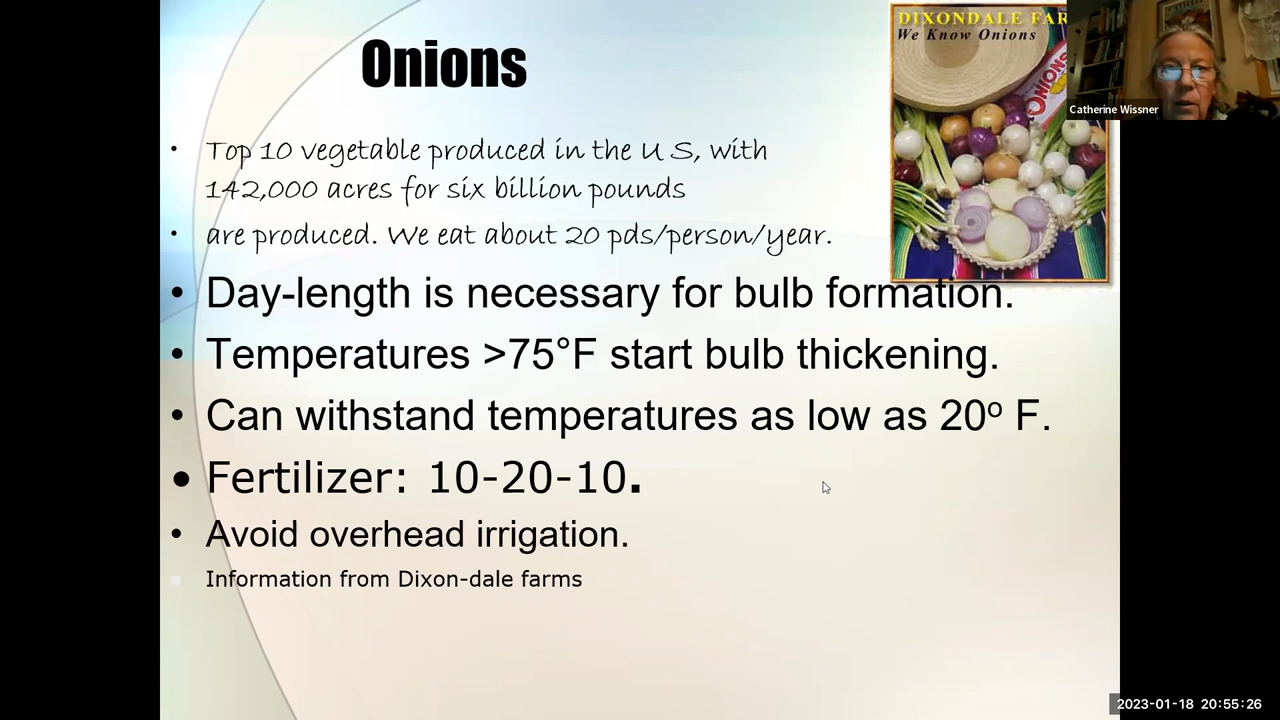 Onions
DIXONDALE FAR
We Know Onions
ONIONS
Catherine Wissner
• Top 10 vegetable produced in the U S, with
142,000 acres for six billion pounds
• are produced. We eat about 20 pds/person/year.
• Day-length is necessary for bulb formation.
• Temperatures >75°F start bulb thickening.
• Can withstand temperatures as low as 20º F.
• Fertilizer: 10-20-10.
• Avoid overhead irrigation.
Information from Dixon-dale farms
2023-01-18 20:55:26